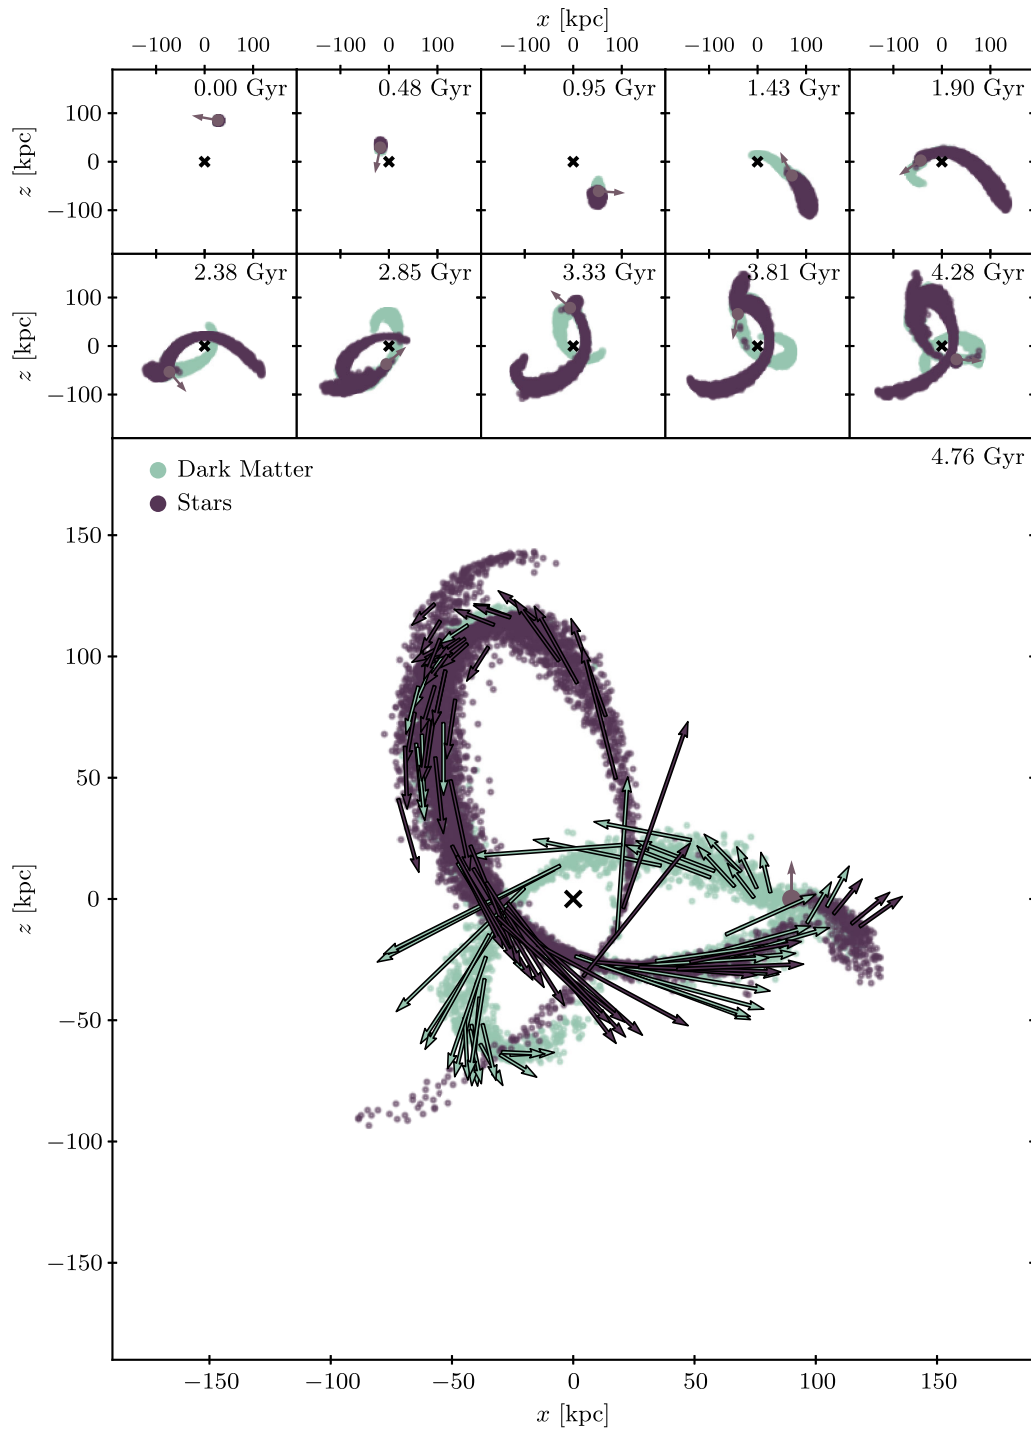 x [kpc]
−100 0 100 −100 0 100 −100 0 100 −100 0 100 −100 0 100
0.00 Gyr 0.48 Gyr 0.95 Gyr 1.43 Gyr 1.90 Gyr
100
0
−100
z [kpc]
2.38 Gyr 2.85 Gyr 3.33 Gyr 3.81 Gyr 4.28 Gyr
100
0
−100
z [kpc]
4.76 Gyr
Dark Matter
Stars
150
100
50
0
−50
−100
−150
z [kpc]
−150 −100 −50 0 50 100 150
x [kpc]